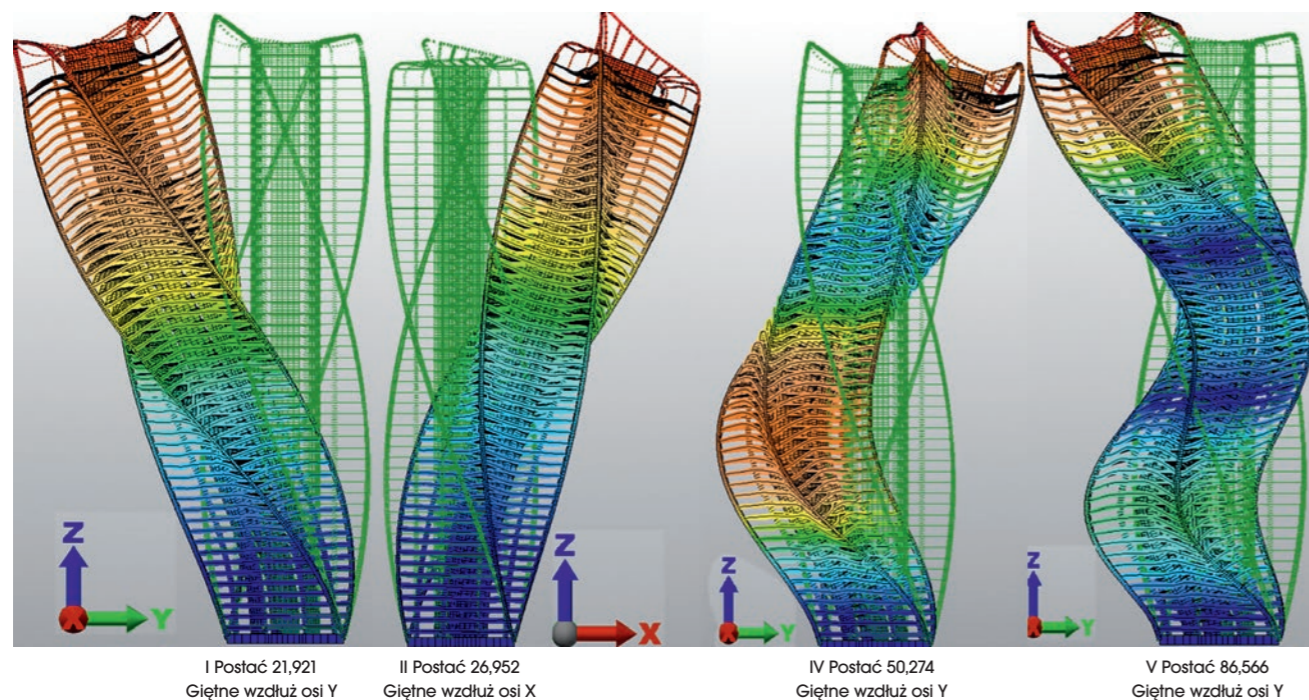 Z
X
Y
Z
X
Z
X
Y
Z
X
Y
I Postać 21,921
Giętne wzdłuż osi Y
II Postać 26,952
Giętne wzdłuż osi X
IV Postać 50,274
Giętne wzdłuż osi Y
V Postać 86,566
Giętne wzdłuż osi Y